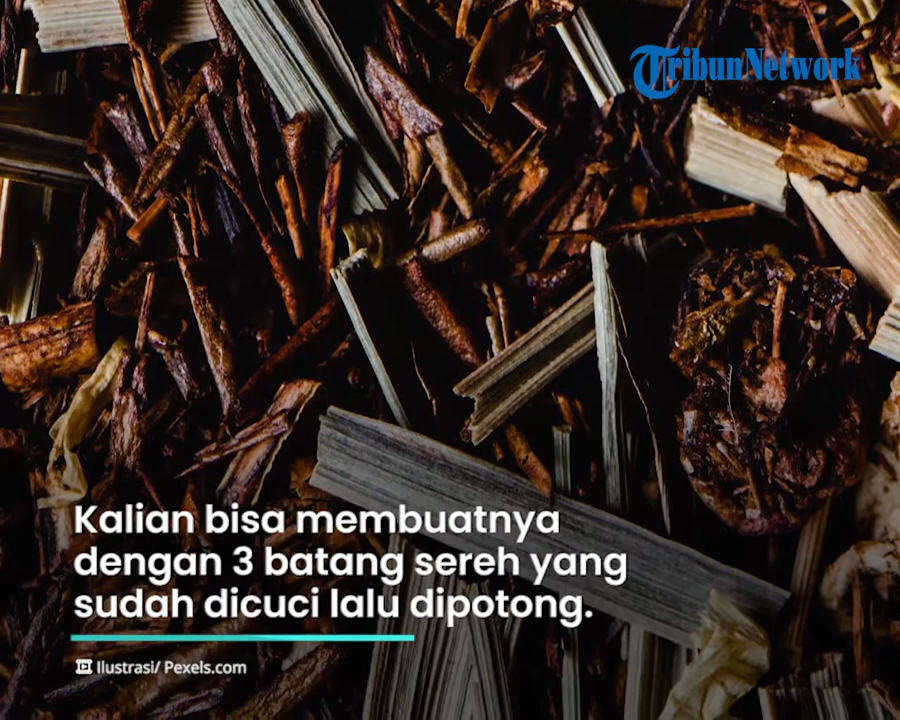 TribunNetwork
Kalian bisa membuatnya
dengan 3 batang sereh yang
sudah dicuci lalu dipotong.
Ilustrasi/ Pexels.com